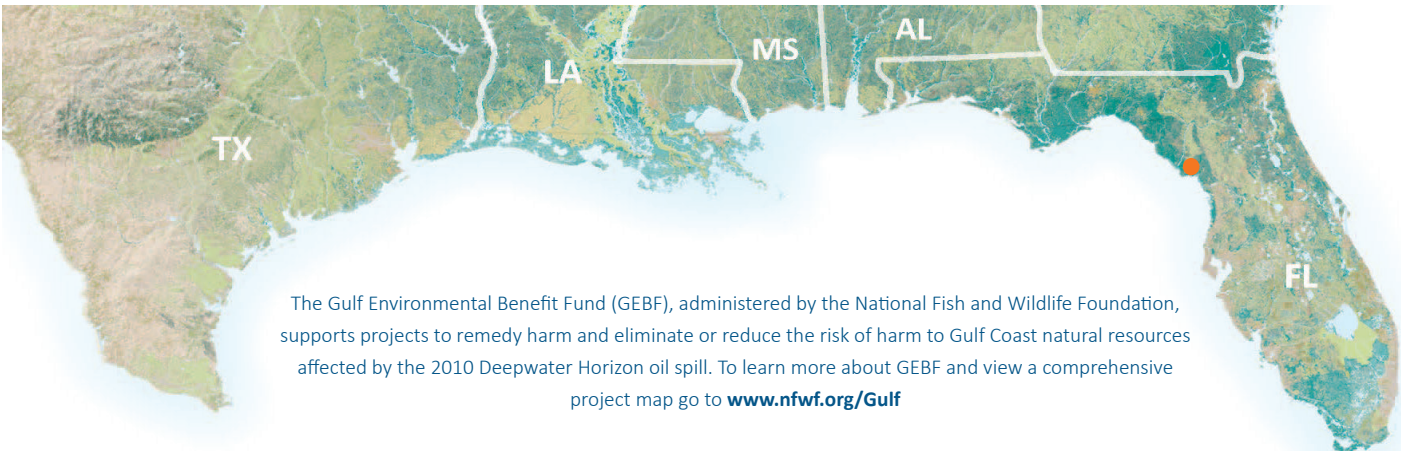 AL
MS
LA
TX
FL
The Gulf Environmental Benefit Fund (GEBF), administered by the National Fish and Wildlife Foundation,
supports projects to remedy harm and eliminate or reduce the risk of harm to Gulf Coast natural resources
affected by the 2010 Deepwater Horizon oil spill. To learn more about GEBF and view a comprehensive
project map go to www.nfwf.org/Gulf